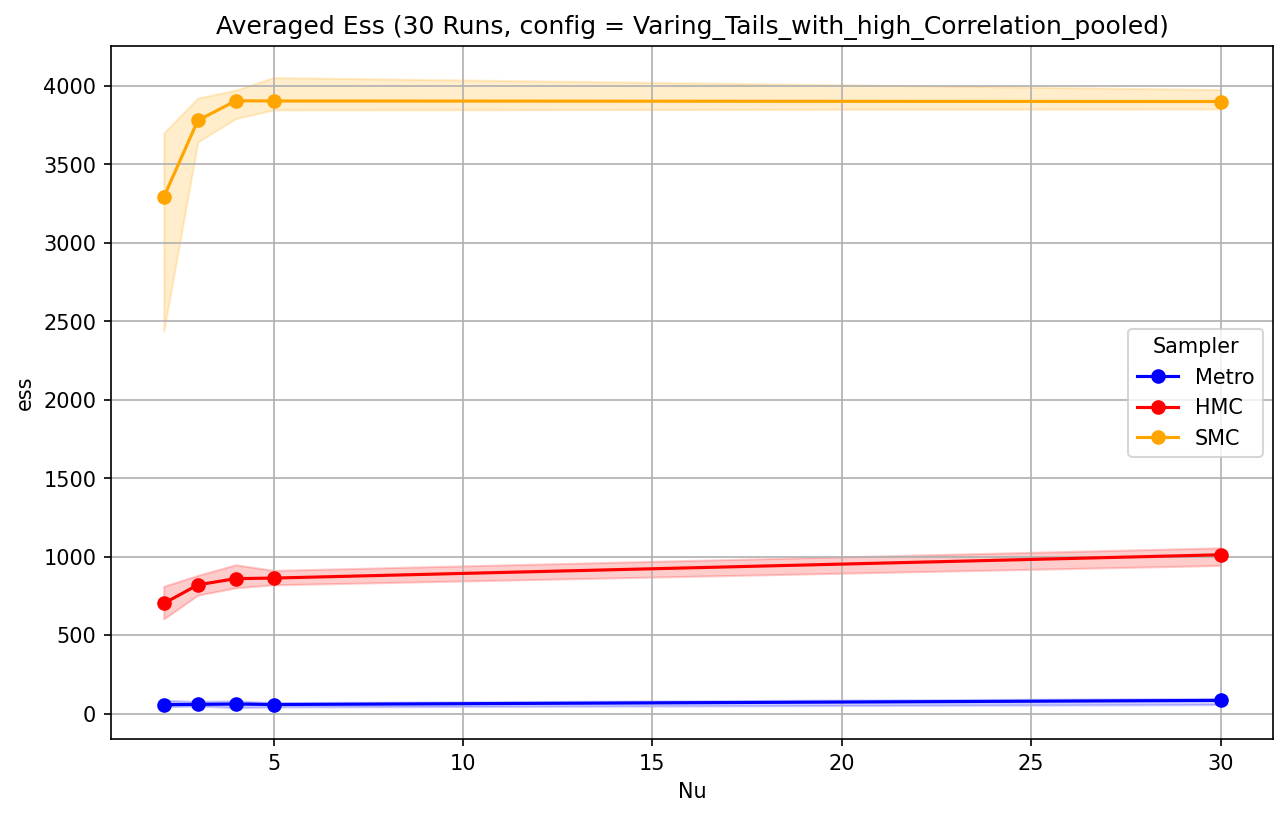 Averaged Ess (30 Runs, config = Varing_Tails_with_high_Correlation_pooled)
4000
3500
3000
2500
2000
1500
1000
500
0
ess
Sampler
Metro
HMC
SMC
5
10
15
20
25
30
Nu